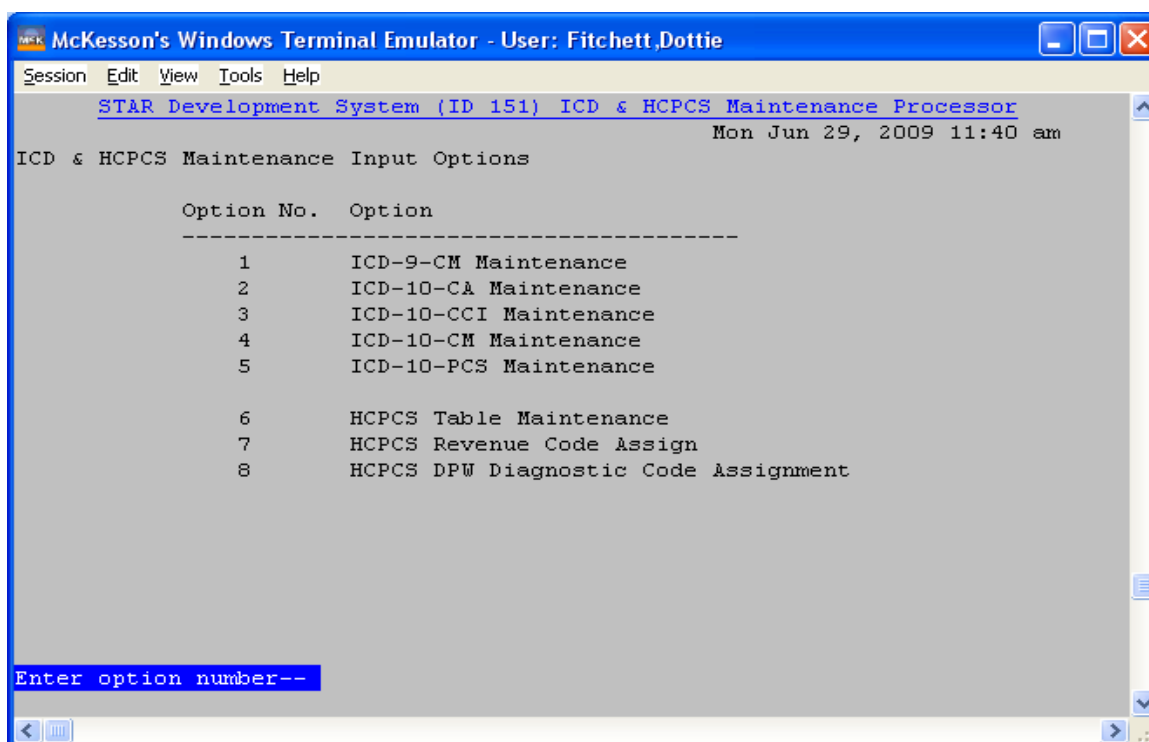 McK McKesson's Windows Terminal Emulator - User: Fitchett,Dottie
Session Edit View Tools Help
STAR Development System (ID 151) ICD & HCPCS Maintenance Processor
Mon Jun 29, 2009 11:40 am
ICD & HCPCS Maintenance Input Options
Option No. Option
----------------------------------------
1 ICD-9-CM Maintenance
2 ICD-10-CA Maintenance
3 ICD-10-CCI Maintenance
4 ICD-10-CM Maintenance
5 ICD-10-PCS Maintenance
6 HCPCS Table Maintenance
7 HCPCS Revenue Code Assign
8 HCPCS DPW Diagnostic Code Assignment
Enter option number--